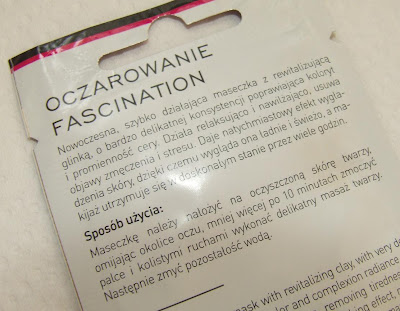 OCZAROWANIE
FASCINATION
Nowoczesna, szybko działająca maseczka z rewitalizującą
glinką, o bardzo delikatnej konsystencji poprawiająca koloryt
i promienność cery. Działa relaksująco i nawilżająco, usuwa
objawy zmęczenia i stresu. Daje natychmiastowy efekt wygła-
dzenia skóry, dzięki czemu wygląda ona ładnie i świeżo, a ma-
kijaż utrzymuje się w doskonałym stanie przez wiele godzin.
Sposób użycia:
Maseczkę należy nałożyć na oczyszczoną skórę twarzy,
omijając okolice oczu, mniej więcej po 10 minutach zmoczyć
palce i kolistymi ruchami wykonać delikatny masaż twarzy.
Następnie zmyć pozostałość wodą.
mask with revitalizing clay, with very de
color and complexion radiance
removing tiredness
effect,